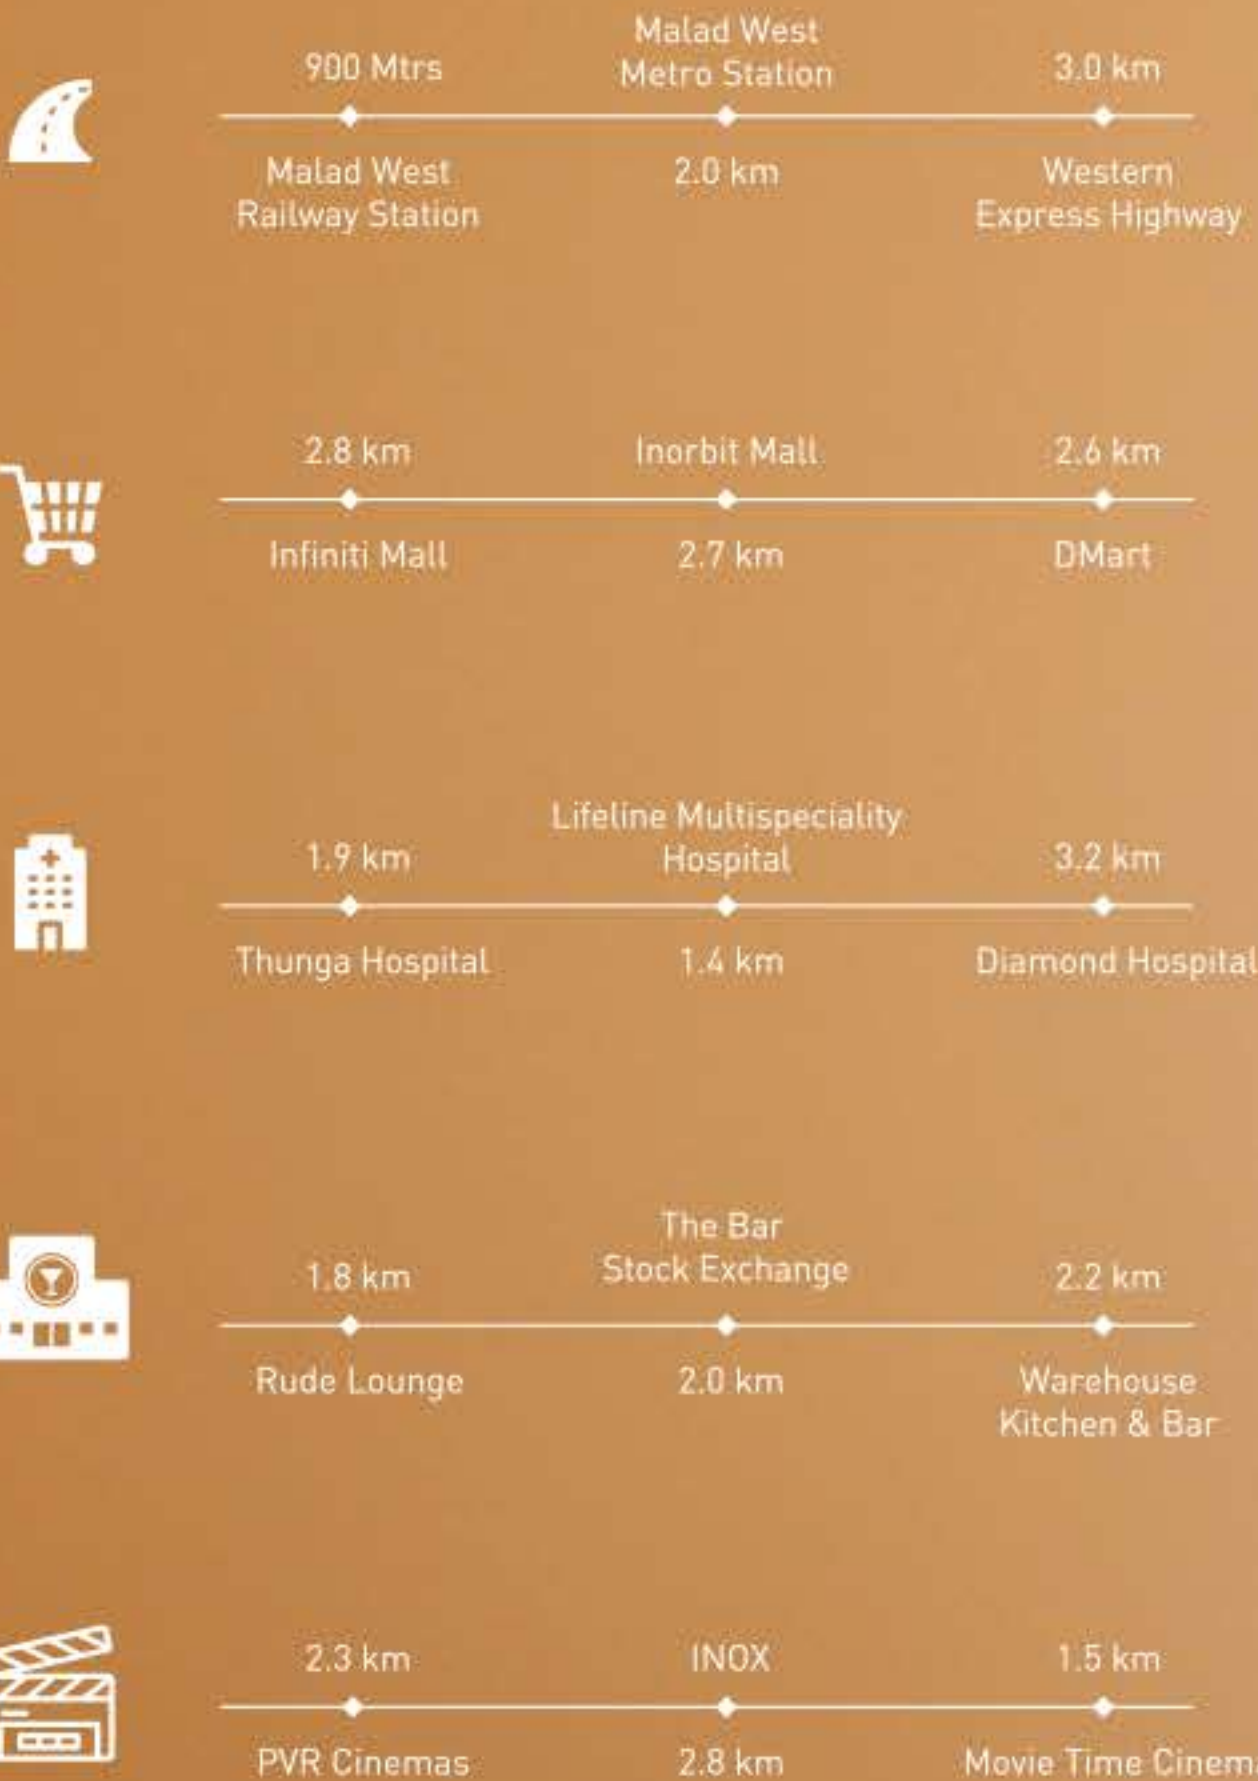 900 Mtrs
Malad West
Railway Station
Malad West
Metro Station
2.0 km
3.0 km
Western
Express Highway
2.8 km
Infiniti Mall
Inorbit Mall
2.7 km
2.6 km
DMart
1.9 km
Thunga Hospital
Lifeline Multispeciality
Hospital
1.4 km
3.2 km
Diamond Hospital
1.8 km
Rude Lounge
The Bar
Stock Exchange
2.0 km
2.2 km
Warehouse
Kitchen & Bar
2.3 km
PVR Cinemas
INOX
2.8 km
1.5 km
Movie Time Cinem